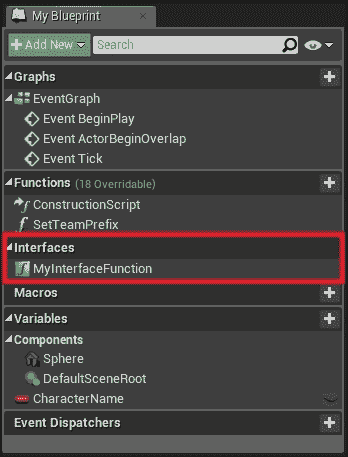 My Blueprint
Add New
Search
Graphs
EventGraph
Event BeginPlay
Event ActorBeginOverlap
Event Tick
Functions (18 Overridable)
ConstructionScript
SetTeamPrefix
Interfaces
MyInterfaceFunction
Macros
Variables
Components
Sphere
DefaultSceneRoot
CharacterName
Event Dispatchers